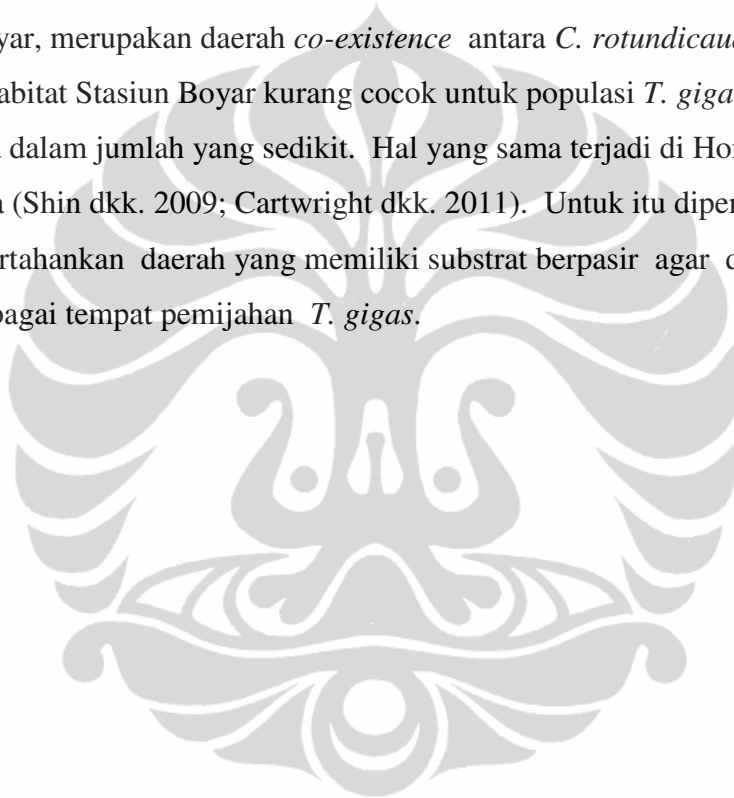 yar, merupakan daerah co-existence antara C. rotundicau
abitat Stasiun Boyar kurang cocok untuk populasi T. giga
dalam jumlah yang sedikit. Hal yang sama terjadi di Hon
a (Shin dkk. 2009; Cartwright dkk. 2011). Untuk itu diper
rtahankan daerah yang memiliki substrat berpasir agar d
bagai tempat pemijahan T. gigas.